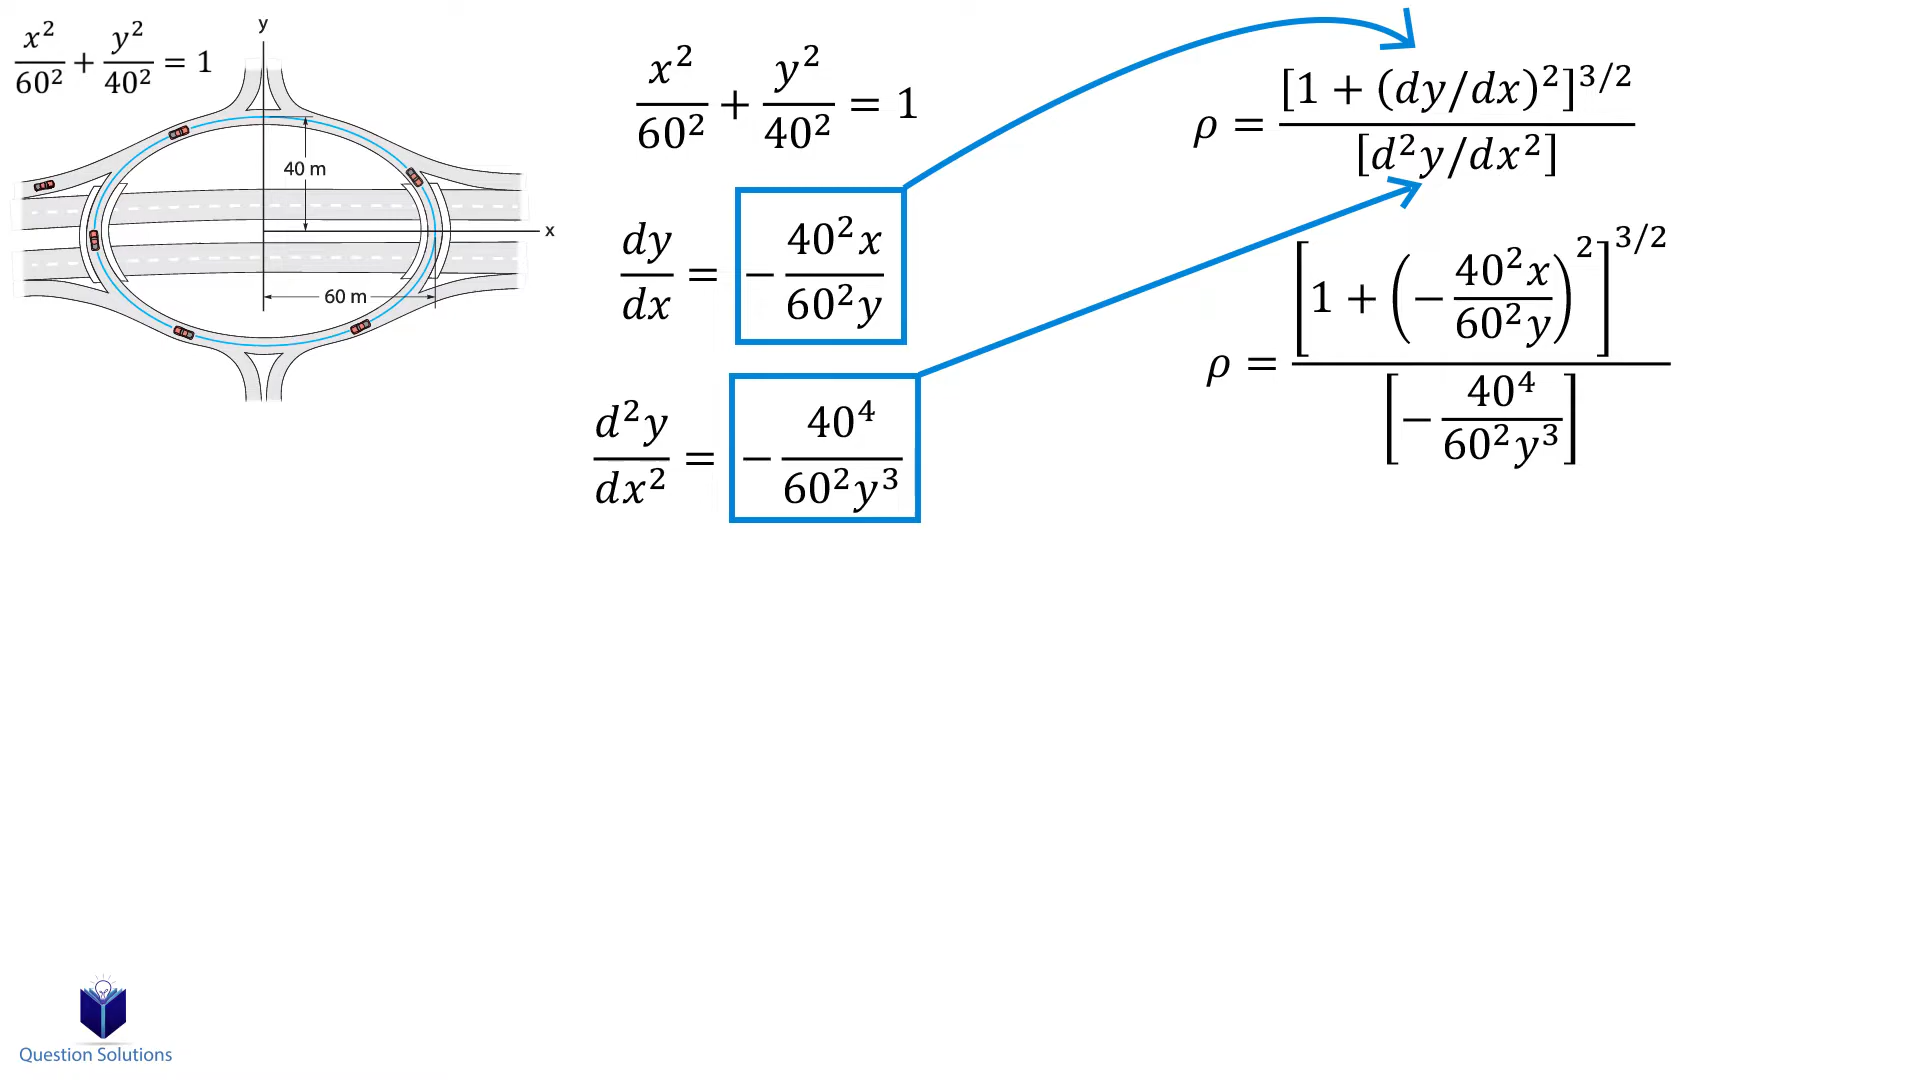 x²/60² + y²/40² = 1
y
40 m
x
60 m
x²/60² + y²/40² = 1
dy/dx = −40²x/60²y
d²y/dx² = −40⁴/60²y³
ρ = [1 + (dy/dx)²]^3/2 / [d²y/dx²]
ρ = [1 + (−40²x/60²y)²]^3/2 / [−40⁴/60²y³]
Question Solutions